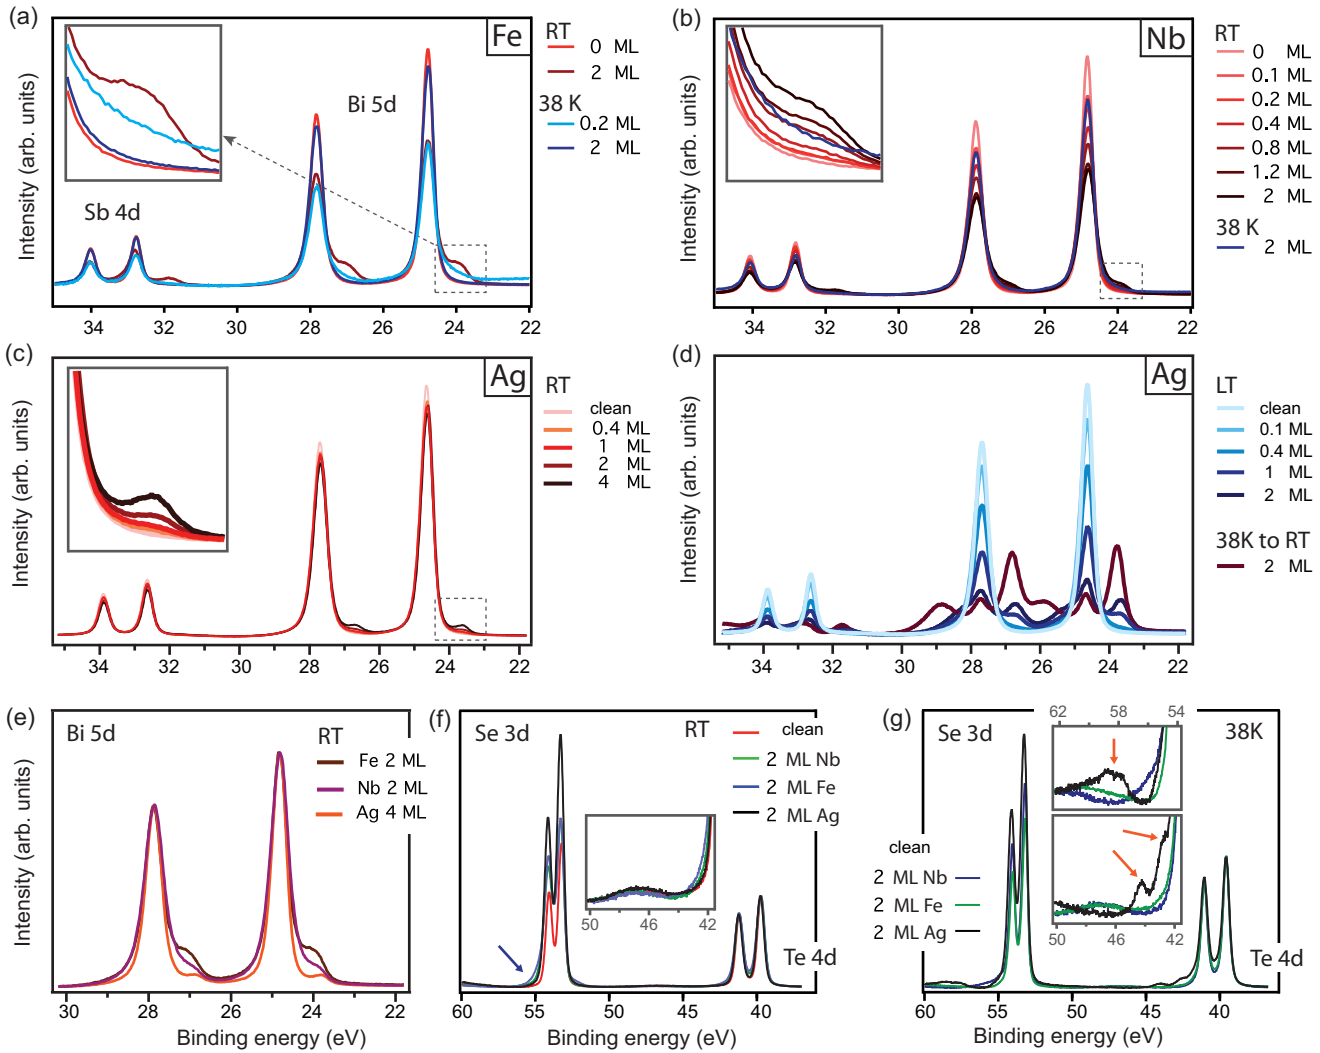 (a)
Fe
Intensity (arb. units)
Sb 4d
Bi 5d
34 32 30 28 26 24 22
RT
0 ML
2 ML
38 K
0.2 ML
2 ML
(b)
Nb
Intensity (arb. units)
34 32 30 28 26 24 22
RT
0 ML
0.1 ML
0.2 ML
0.4 ML
0.8 ML
1.2 ML
2 ML
38 K
2 ML
(c)
Ag
Intensity (arb. units)
34 32 30 28 26 24 22
RT
clean
0.4 ML
1 ML
2 ML
4 ML
(d)
Ag
Intensity (arb. units)
34 32 30 28 26 24 22
LT
clean
0.1 ML
0.4 ML
1 ML
2 ML
38K to RT
2 ML
(e)
Bi 5d
RT
Fe 2 ML
Nb 2 ML
Ag 4 ML
Intensity (arb. units)
30 28 26 24 22
Binding energy (eV)
(f)
Se 3d
RT
clean
2 ML Nb
2 ML Fe
2 ML Ag
50 46 42
Te 4d
60 55 50 45 40
Binding energy (eV)
(g)
Se 3d
38K
62 58 54
50 46 42
clean
2 ML Nb
2 ML Fe
2 ML Ag
Te 4d
60 55 50 45 40
Binding energy (eV)